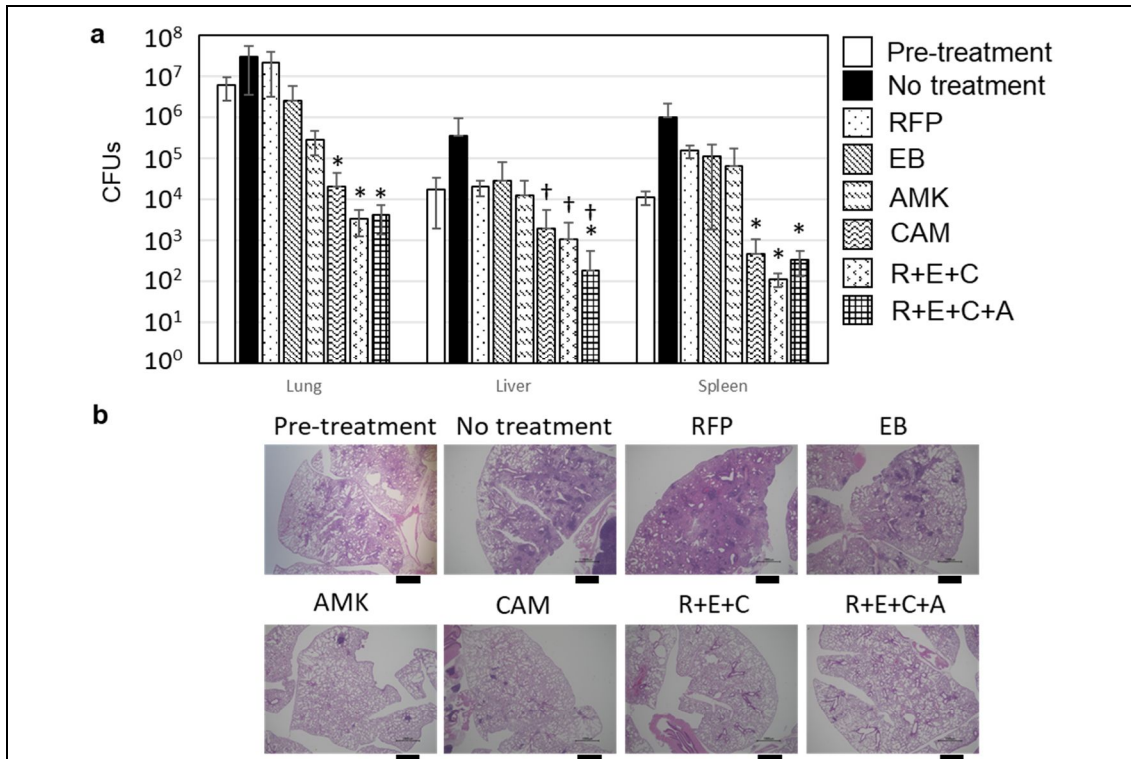 a
CFUs
10⁸
10⁷
10⁶
10⁵
10⁴
10³
10²
10¹
10⁰
* * *
† † † *
* * *
Lung Liver Spleen
Pre-treatment
No treatment
RFP
EB
AMK
CAM
R+E+C
R+E+C+A
b
Pre-treatment No treatment RFP EB
AMK CAM R+E+C R+E+C+A